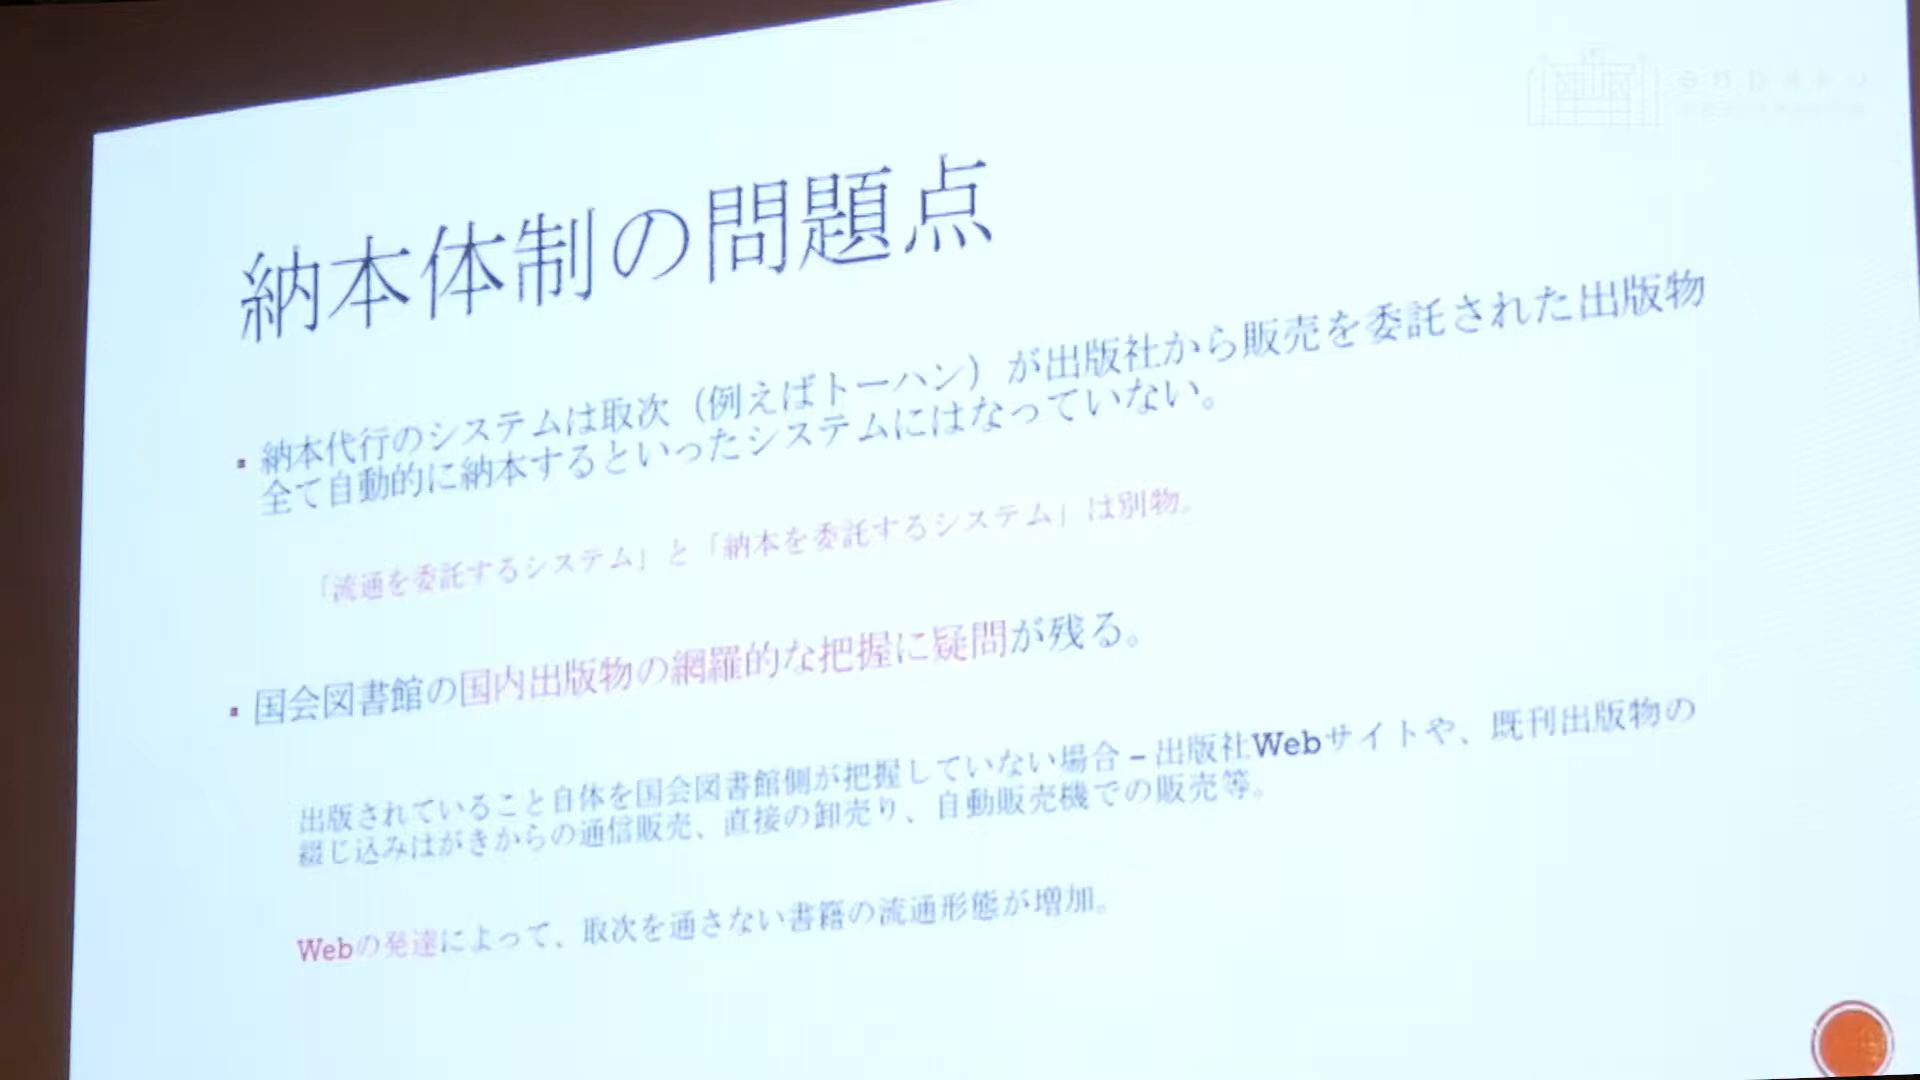 納本体制の問題点
▪ 納本代行のシステムは取次（例えばトーハン）が出版社から販売を委託された出版物
全て自動的に納本するといったシステムにはなっていない。
「流通を委託するシステム」と「納本を委託するシステム」は別物。
▪ 国会図書館の国内出版物の網羅的な把握に疑問が残る。
出版されていること自体を国会図書館側が把握していない場合 – 出版社Webサイトや、既刊出版物の
綴じ込みはがきからの通信販売、直接の卸売り、自動販売機での販売等。
Webの発達によって、取次を通さない書籍の流通形態が増加。
enpaku